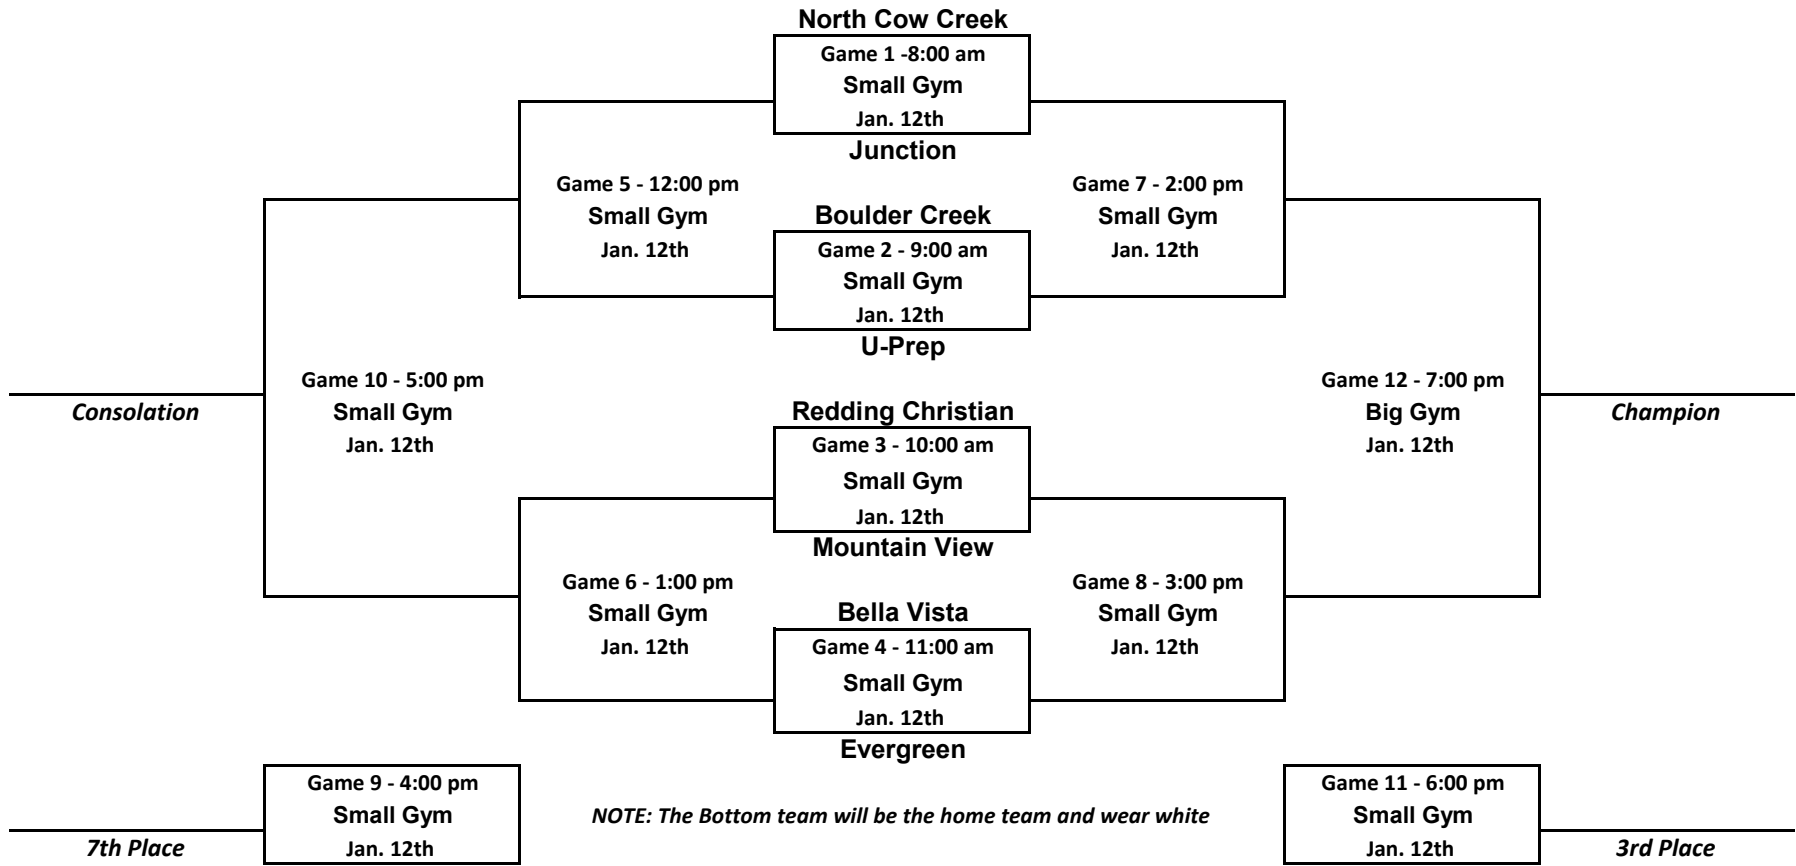 North Cow Creek
Game 1 -8:00 am
Small Gym
Jan. 12th
Junction
Game 5 - 12:00 pm
Small Gym
Jan. 12th
Game 7 - 2:00 pm
Small Gym
Jan. 12th
Boulder Creek
Game 2 - 9:00 am
Small Gym
Jan. 12th
U-Prep
Game 10 - 5:00 pm
Small Gym
Jan. 12th
Consolation
Game 12 - 7:00 pm
Big Gym
Jan. 12th
Champion
Redding Christian
Game 3 - 10:00 am
Small Gym
Jan. 12th
Mountain View
Game 6 - 1:00 pm
Small Gym
Jan. 12th
Game 8 - 3:00 pm
Small Gym
Jan. 12th
Bella Vista
Game 4 - 11:00 am
Small Gym
Jan. 12th
Evergreen
Game 9 - 4:00 pm
Small Gym
Jan. 12th
7th Place
NOTE: The Bottom team will be the home team and wear white
Game 11 - 6:00 pm
Small Gym
Jan. 12th
3rd Place